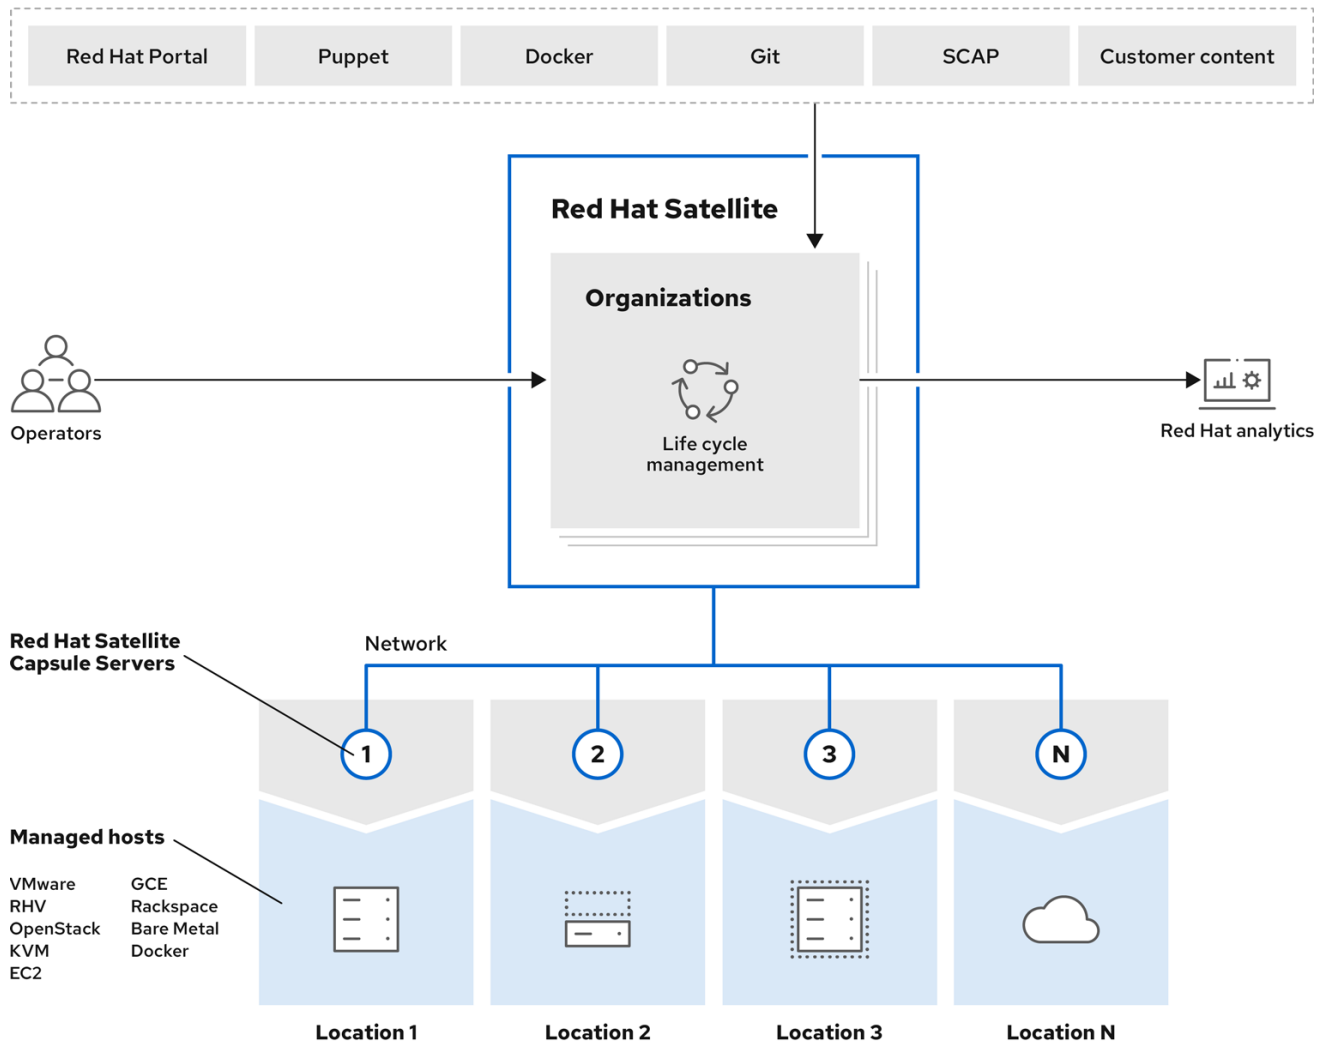 Red Hat Portal
Puppet
Docker
Git
SCAP
Customer content
Red Hat Satellite
Organizations
Life cycle
management
Operators
Red Hat analytics
Red Hat Satellite
Capsule Servers
Network
1
2
3
N
Managed hosts
VMware
RHV
OpenStack
KVM
EC2
GCE
Rackspace
Bare Metal
Docker
Location 1
Location 2
Location 3
Location N